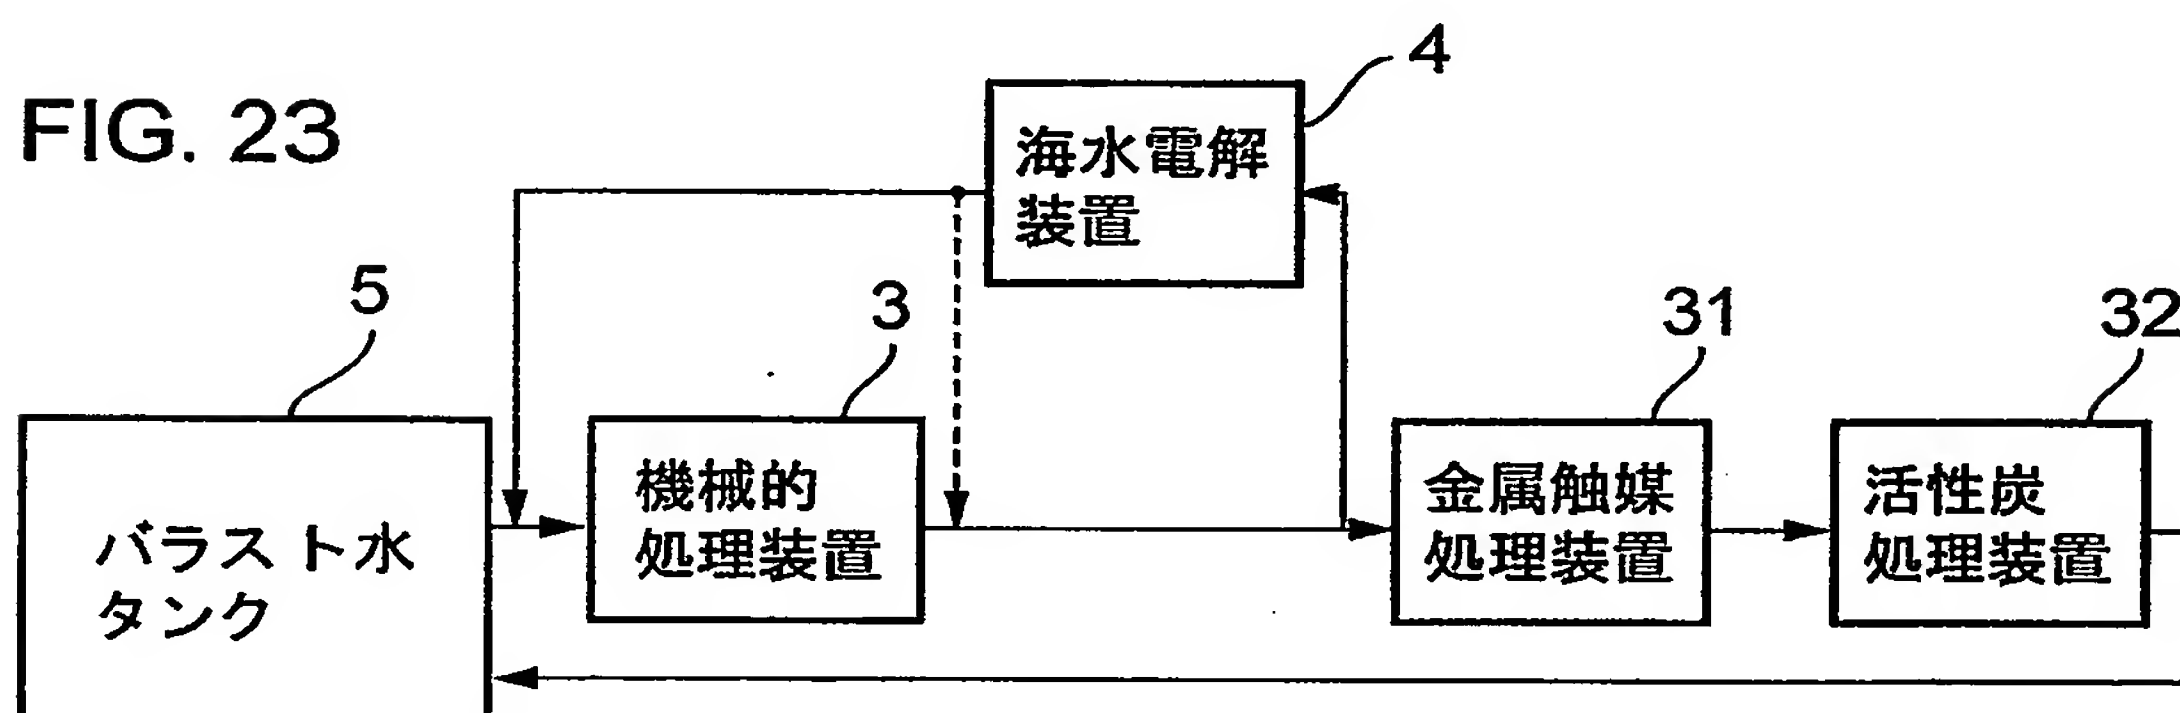 FIG. 23
4
海水電解
装置
5
3
31
32
機械的
処理装置
金属触媒
処理装置
活性炭
処理装置
バラスト水
タンク